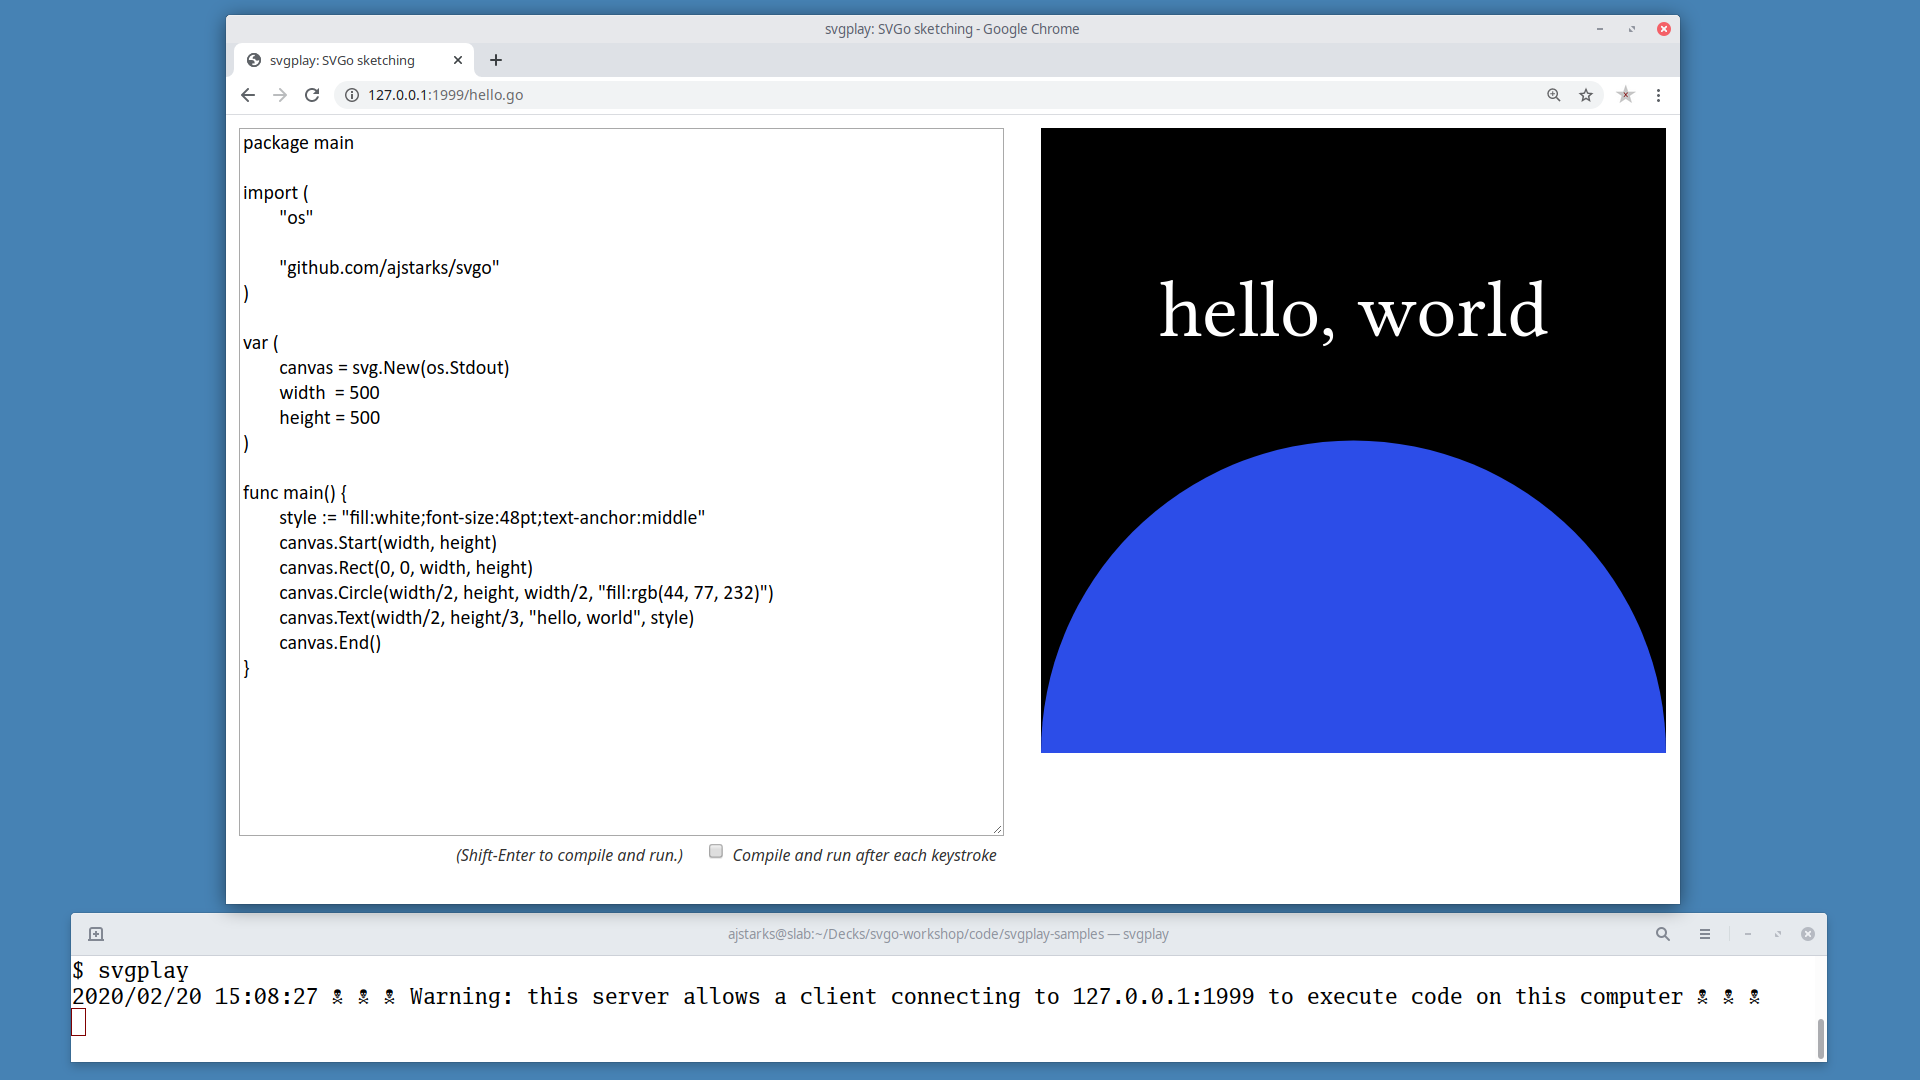 svgplay: SVGo sketching - Google Chrome
svgplay: SVGo sketching
127.0.0.1:1999/hello.go
package main
import (
"os"
"github.com/ajstarks/svgo"
)
var (
canvas = svg.New(os.Stdout)
width  = 500
height = 500
)
func main() {
style := "fill:white;font-size:48pt;text-anchor:middle"
canvas.Start(width, height)
canvas.Rect(0, 0, width, height)
canvas.Circle(width/2, height, width/2, "fill:rgb(44, 77, 232)")
canvas.Text(width/2, height/3, "hello, world", style)
canvas.End()
}
(Shift-Enter to compile and run.) Compile and run after each keystroke
hello, world
ajstarks@slab:~/Decks/svgo-workshop/code/svgplay-samples — svgplay
$ svgplay
2020/02/20 15:08:27 ☠ ☠ ☠ Warning: this server allows a client connecting to 127.0.0.1:1999 to execute code on this computer ☠ ☠ ☠